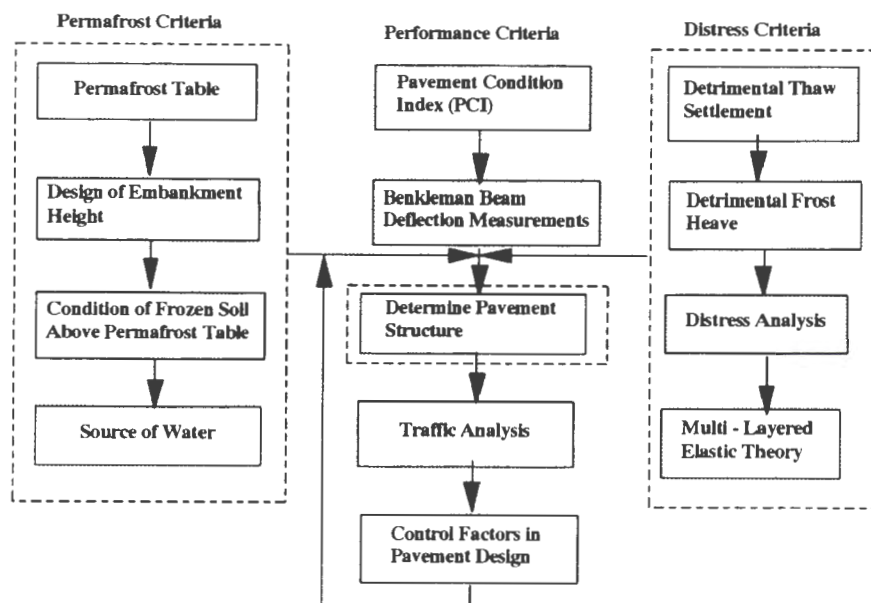 Permafrost Criteria
Permafrost Table
Design of Embankment
Height
Condition of Frozen Soil
Above Permafrost Table
Source of Water
Performance Criteria
Pavement Condition
Index (PCI)
Benkleman Beam
Deflection Measurements
Determine Pavement
Structure
Traffic Analysis
Control Factors in
Pavement Design
Distress Criteria
Detrimental Thaw
Settlement
Detrimental Frost
Heave
Distress Analysis
Multi - Layered
Elastic Theory